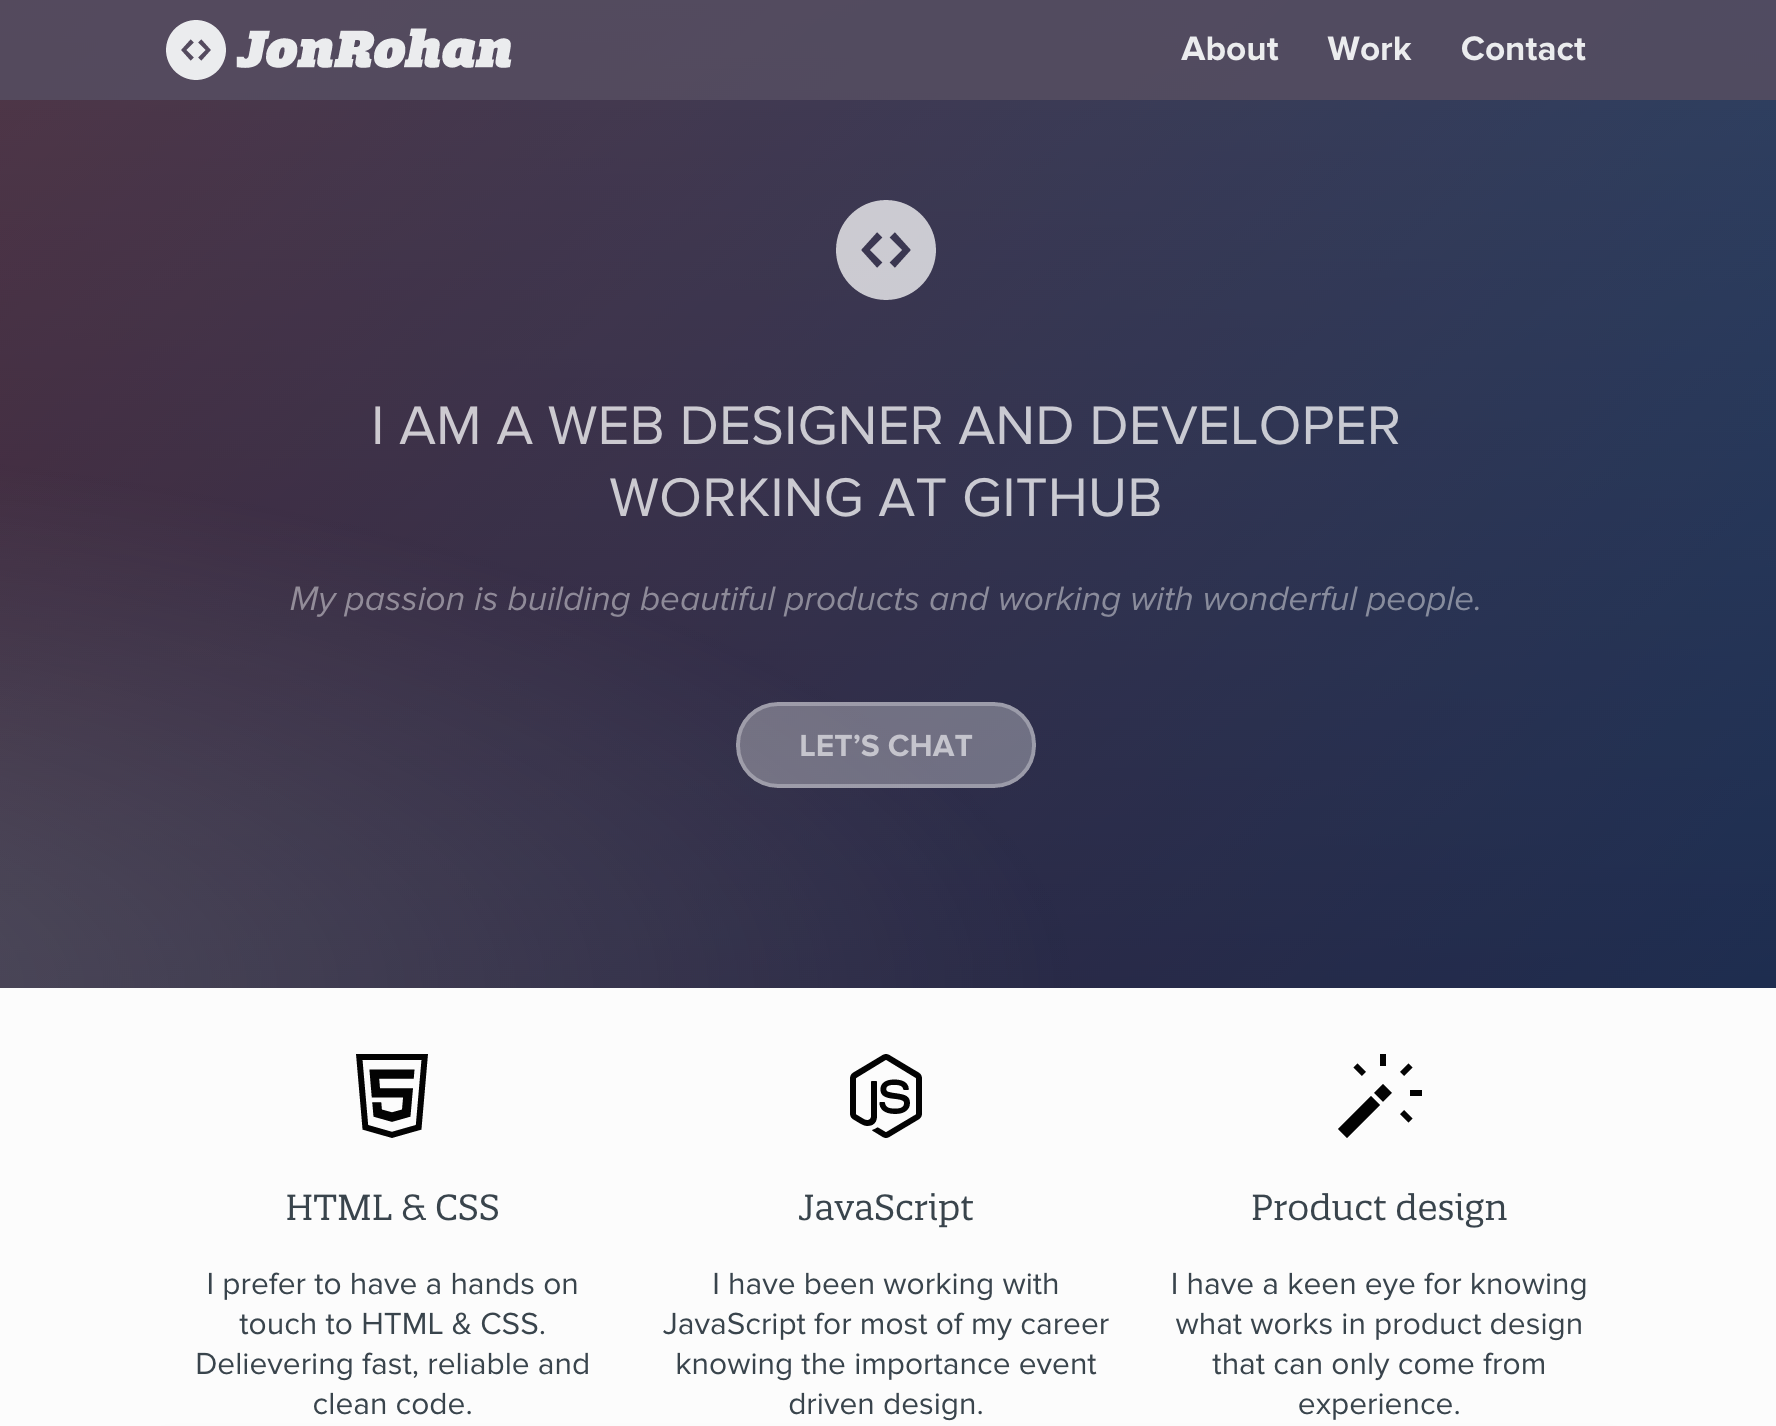 JonRohan
About Work Contact
I AM A WEB DESIGNER AND DEVELOPER
WORKING AT GITHUB
My passion is building beautiful products and working with wonderful people.
LET’S CHAT
5
JS
HTML & CSS
I prefer to have a hands on
touch to HTML & CSS.
Delievering fast, reliable and
clean code.
JavaScript
I have been working with
JavaScript for most of my career
knowing the importance event
driven design.
Product design
I have a keen eye for knowing
what works in product design
that can only come from
experience.